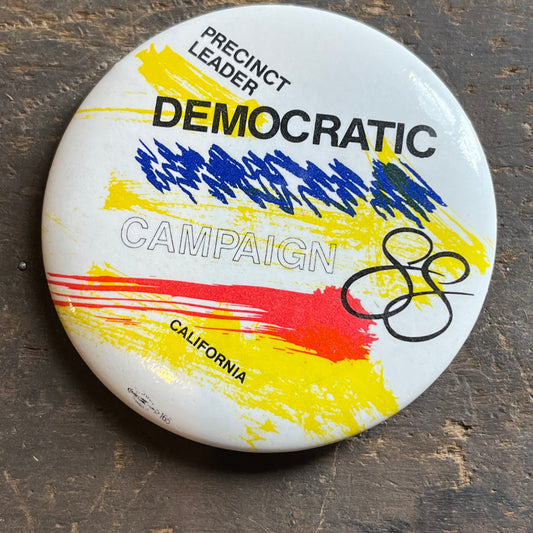 PRECINCT
LEADER
DEMOCRATIC
CAMPAIGN
88
CALIFORNIA